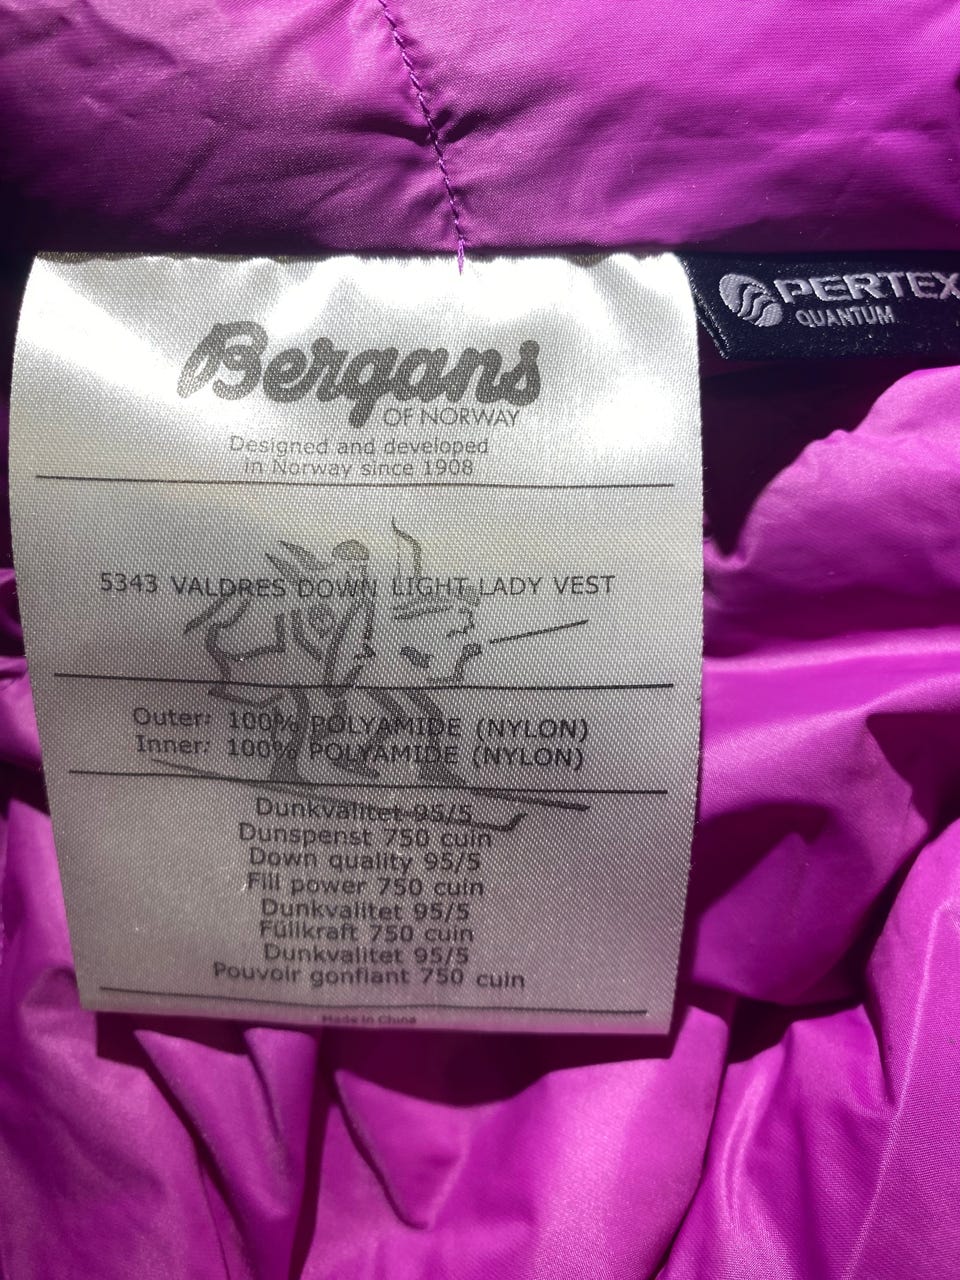 Bergans
OF NORWAY
Designed and developed
in Norway since 1908
PERTEX
QUANTUM
5343 VALDRES DOWN LIGHT LADY VEST
Outer: 100% POLYAMIDE (NYLON)
Inner: 100% POLYAMIDE (NYLON)
Dunkvalitet 95/5
Dunspenst 750 cuin
Down quality 95/5
Fill power 750 cuin
Dunkvalitet 95/5
Füllkraft 750 cuin
Dunkvalitet 95/5
Pouvoir gonflant 750 cuin
Made in China